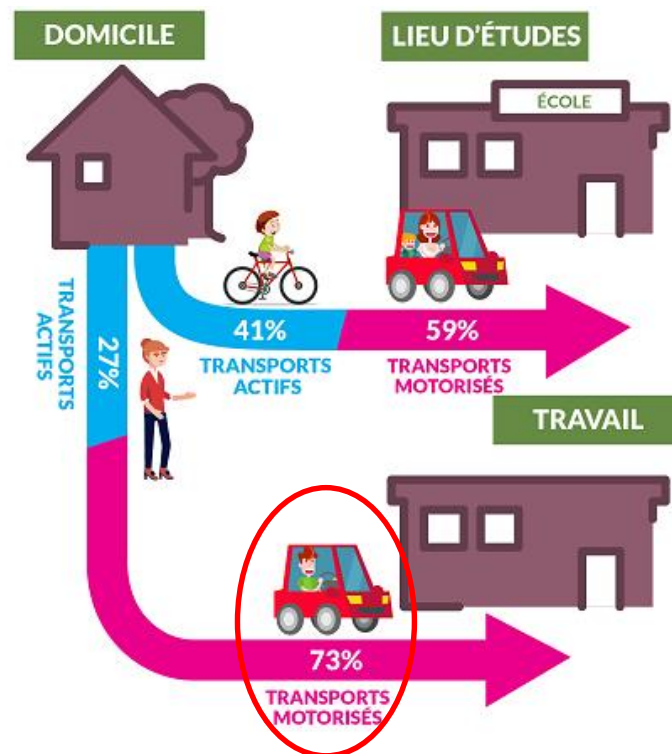 DOMICILE
LIEU D'ÉTUDES
ÉCOLE
41%
TRANSPORTS
ACTIFS
59%
TRANSPORTS
MOTORISÉS
27%
TRANSPORTS
ACTIFS
TRAVAIL
73%
TRANSPORTS
MOTORISÉS